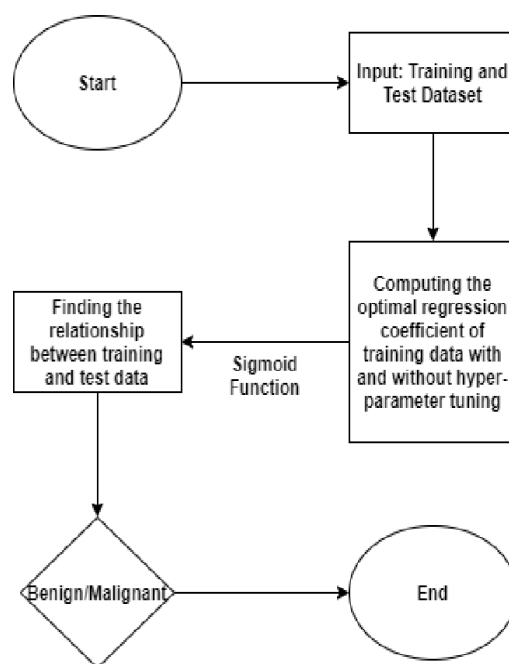 Start
Input: Training and
Test Dataset
Computing the
optimal regression
coefficient of
training data with
and without hyper-
parameter tuning
Sigmoid
Function
Finding the
relationship
between training
and test data
Benign/Malignant
End